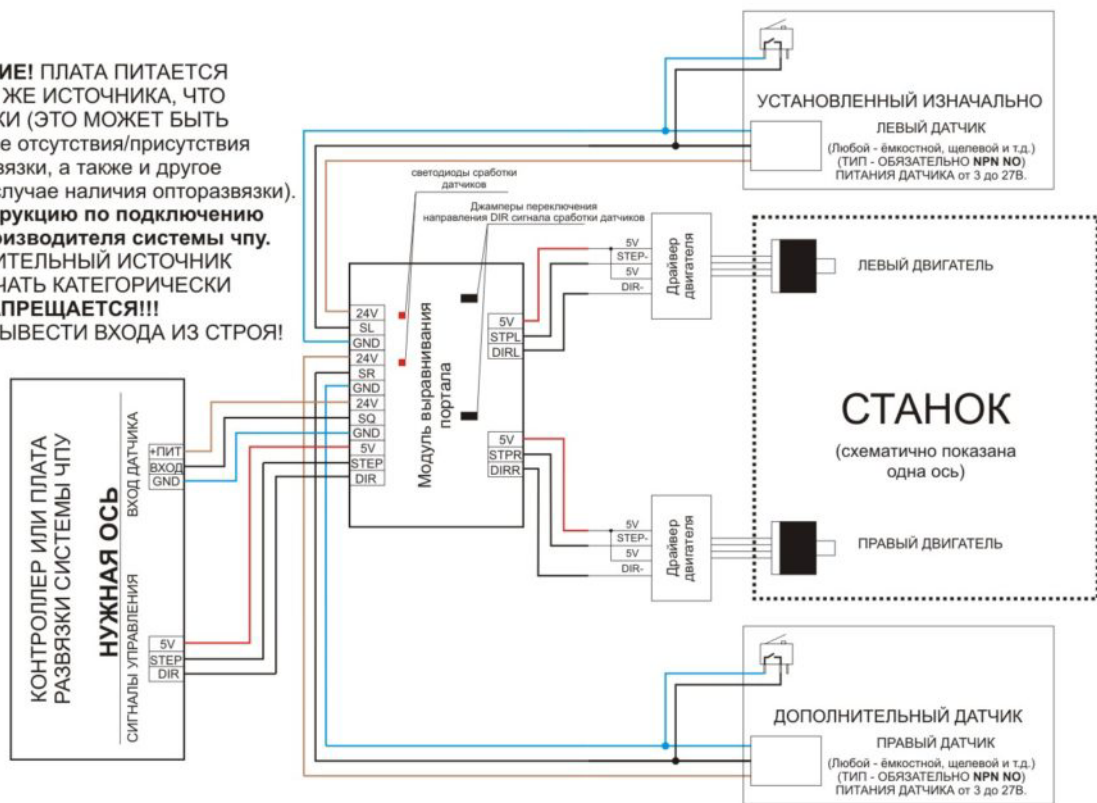 ИЕ! ПЛАТА ПИТАЕТСЯ
ЖЕ ИСТОЧНИКА, ЧТО
КИ (ЭТО МОЖЕТ БЫТЬ
е отсутствия/присутствия
вязки, а также и другое
случае наличия опторазвязки).
рукцию по подключению
оизводителя системы чпу.
ИТЕЛЬНЫЙ ИСТОЧНИК
ЧАТЬ КАТЕГОРИЧЕСКИ
АПРЕЩАЕТСЯ!!!
ЫВЕСТИ ВХОДА ИЗ СТРОЯ!
УСТАНОВЛЕННЫЙ ИЗНАЧАЛЬНО
ЛЕВЫЙ ДАТЧИК
(Любой - ёмкостной, щелевой и т.д.)
(ТИП - ОБЯЗАТЕЛЬНО NPN NO)
ПИТАНИЯ ДАТЧИКА от 3 до 27В.
светодиоды сработки
датчиков
Джамперы переключения
направления DIR сигнала сработки датчиков
24V
SL
GND
24V
SR
GND
24V
SQ
GND
5V
STEP
DIR
Модуль выравнивания
портала
5V
STPL
DIRL
5V
STPR
DIRR
5V
STEP-
5V
DIR-
Драйвер
двигателя
ЛЕВЫЙ ДВИГАТЕЛЬ
СТАНОК
(схематично показана
одна ось)
5V
STEP-
5V
DIR-
Драйвер
двигателя
ПРАВЫЙ ДВИГАТЕЛЬ
КОНТРОЛЛЕР ИЛИ ПЛАТА
РАЗВЯЗКИ СИСТЕМЫ ЧПУ
НУЖНАЯ ОСЬ
ВХОД ДАТЧИКА
+ПИТ
ВХОД
GND
СИГНАЛЫ УПРАВЛЕНИЯ
5V
STEP
DIR
ДОПОЛНИТЕЛЬНЫЙ ДАТЧИК
ПРАВЫЙ ДАТЧИК
(Любой - ёмкостной, щелевой и т.д.)
(ТИП - ОБЯЗАТЕЛЬНО NPN NO)
ПИТАНИЯ ДАТЧИКА от 3 до 27В.